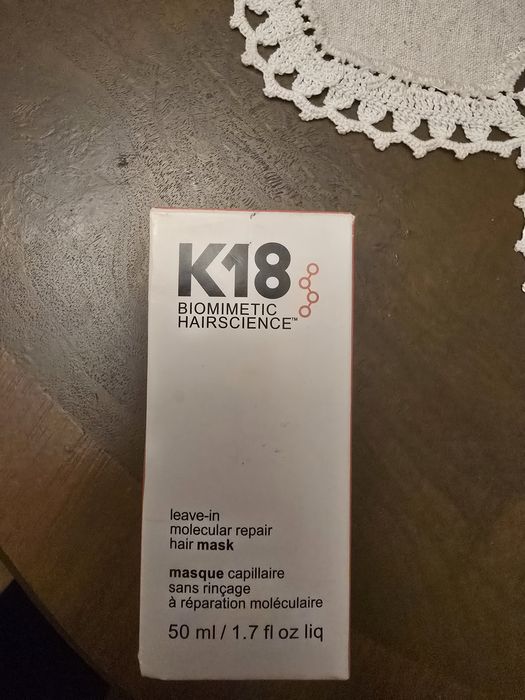 K18
BIOMIMETIC
HAIRSCIENCE™
leave-in
molecular repair
hair mask
masque capillaire
sans rinçage
à réparation moléculaire
50 ml / 1.7 fl oz liq